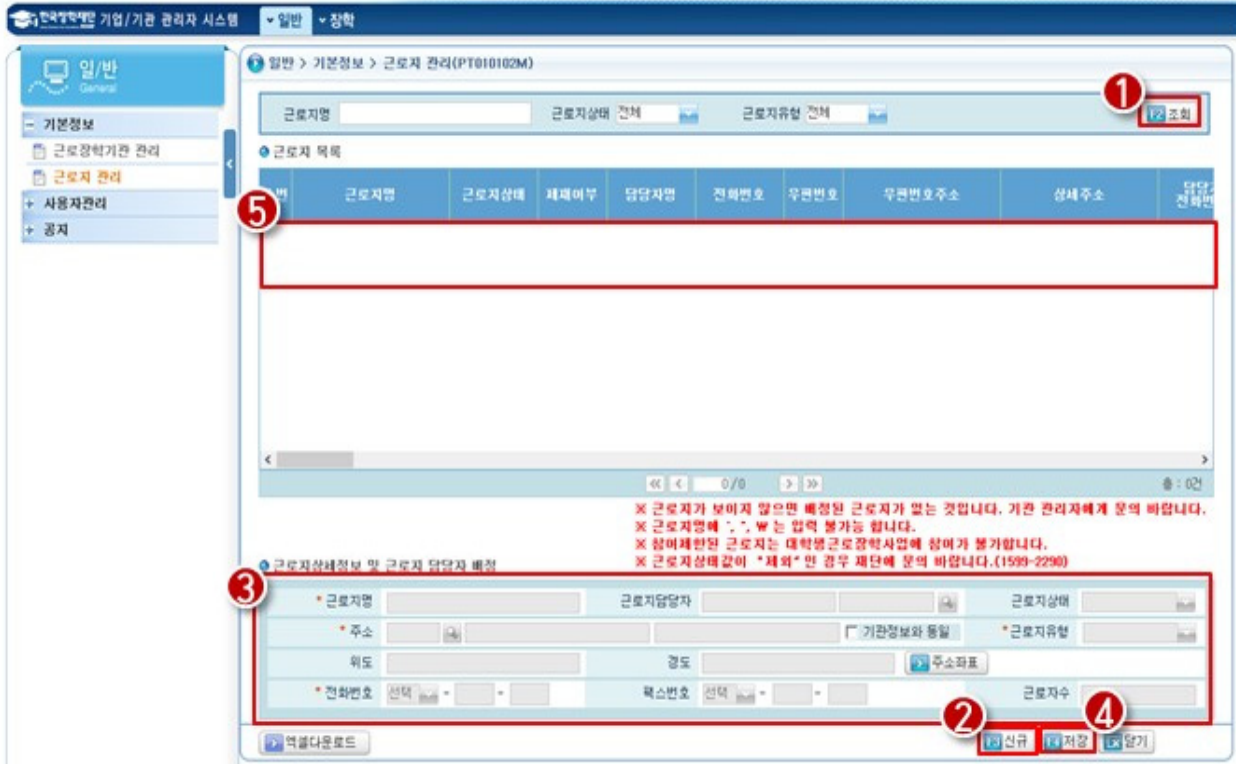 한국장학재단 기업/기관 관리자 시스템 일반 장학
일/반
General
일반 > 기본정보 > 근로지 관리(PT010102M)
근로지명 근로지상태 전체 근로지유형 전체 1 F2 조회
기본정보
근로장학기관 관리
근로지 관리
사용자관리
공지
근로지 목록
번 근로지명 근로지상태 제재여부 담당자명 전화번호 우편번호 우편번호주소 상세주소 담당 전화번
5
0/0 총 : 0건
※ 근로지가 보이지 않으면 배정된 근로지가 없는 것입니다. 기관 관리자에게 문의 바랍니다.
※ 근로지명에 ₩ 는 입력 불가능 합니다.
※ 참여제한된 근로지는 대학생근로장학사업에 참여가 불가합니다.
※ 근로지상태값이 "제외"인 경우 재단에 문의 바랍니다.(1599-2290)
근로지상세정보 및 근로지 담당자 배정
3
* 근로지명 근로지담당자 근로지상태
* 주소 기관정보와 동일 * 근로지유형
위도 경도 주소좌표
* 전화번호 선택 - - 팩스번호 선택 - - 근로자수
엑셀다운로드 2 신규 4 저장 닫기